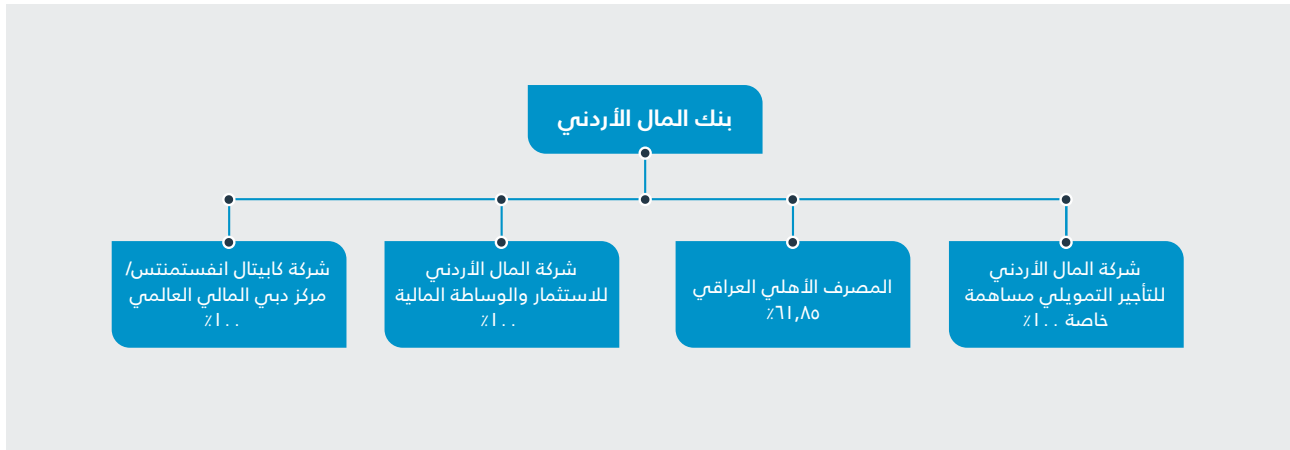 بنك المال الأردني
شركة المال الأردني
للتأجير التمويلي مساهمة
خاصة ١٠٠٪
المصرف الأهلي العراقي
٦١,٨٥٪
شركة المال الأردني
للاستثمار والوساطة المالية
١٠٠٪
شركة كابيتال انفستمنتس/
مركز دبي المالي العالمي
١٠٠٪